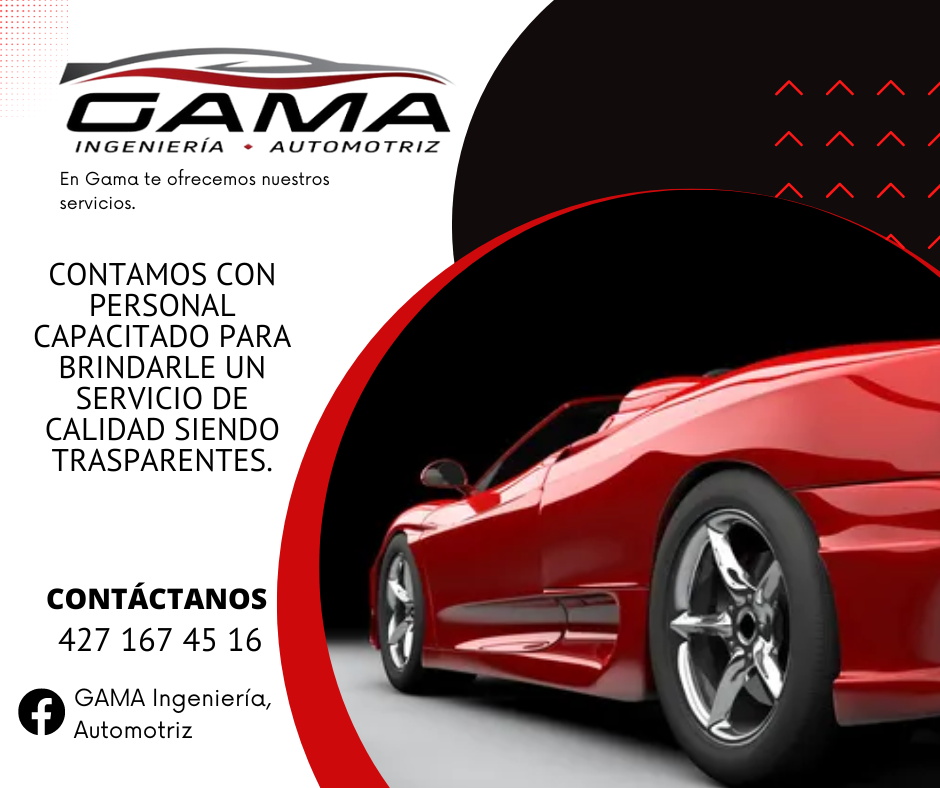 GAMA
INGENIERÍA • AUTOMOTRIZ
En Gama te ofrecemos nuestros
servicios.
CONTAMOS CON
PERSONAL
CAPACITADO PARA
BRINDARLE UN
SERVICIO DE
CALIDAD SIENDO
TRASPARENTES.
CONTÁCTANOS
427 167 45 16
GAMA Ingeniería,
Automotriz